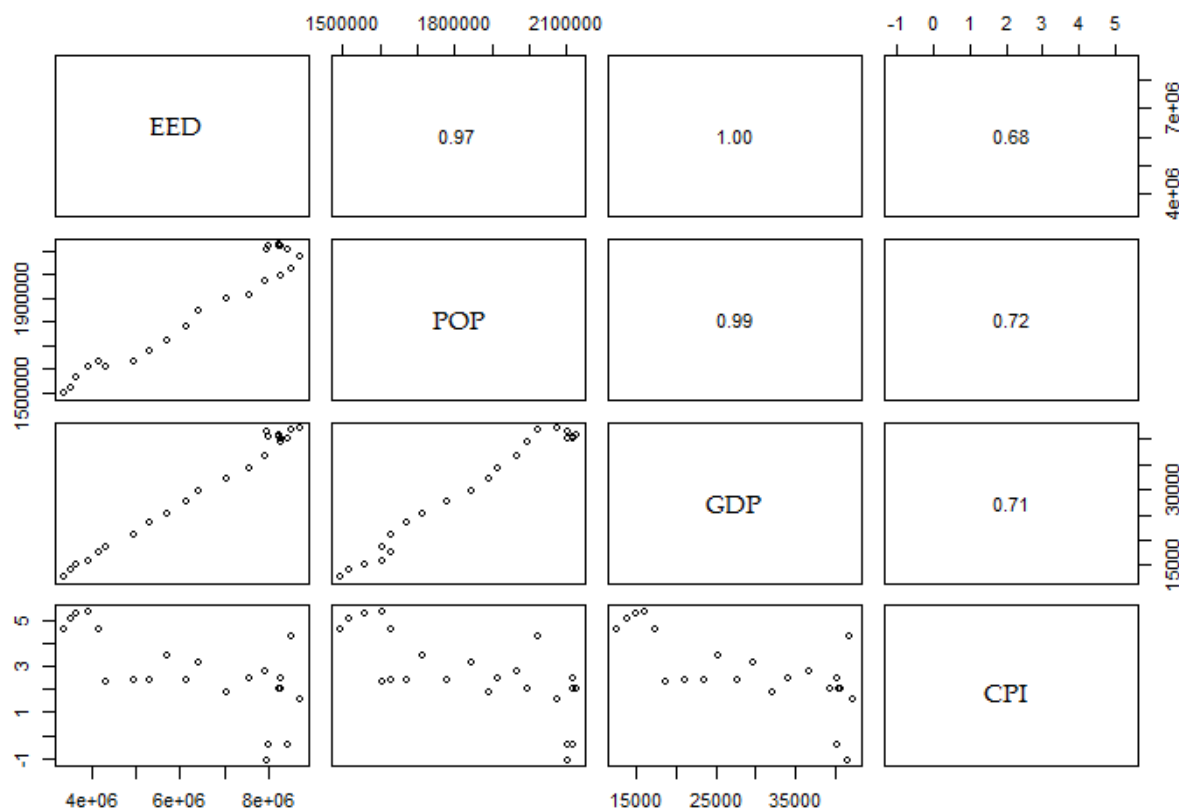 1500000 1800000 2100000 -1 0 1 2 3 4 5
EED 0.97 1.00 0.68
4e+06 7e+06
1500000 1900000
POP 0.99 0.72
GDP 0.71
15000 30000
-1 1 3 5
CPI
4e+06 6e+06 8e+06 15000 25000 35000